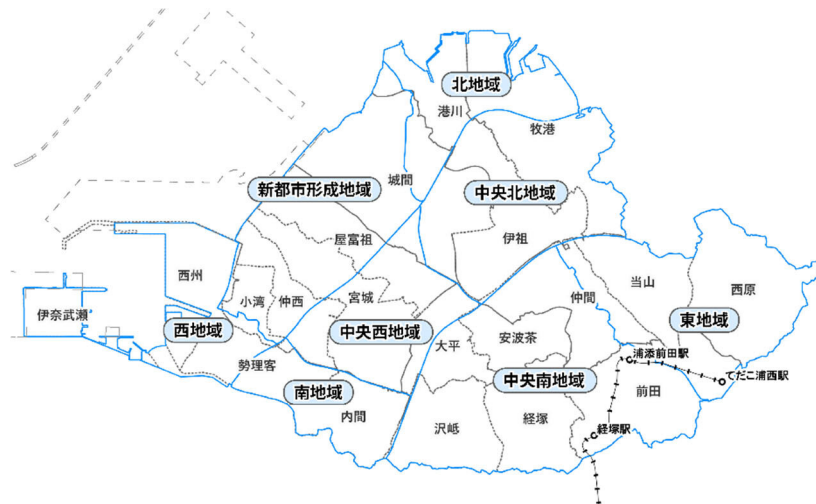 北地域
港川
牧港
城間
新都市形成地域
中央北地域
屋富祖
伊祖
西州
当山
西原
小湾
仲西
宮城
仲間
伊奈武瀬
西地域
中央西地域
大平
安波茶
東地域
勢理客
浦添前田駅
てだこ浦西駅
南地域
中央南地域
前田
内間
沢岻
経塚
経塚駅